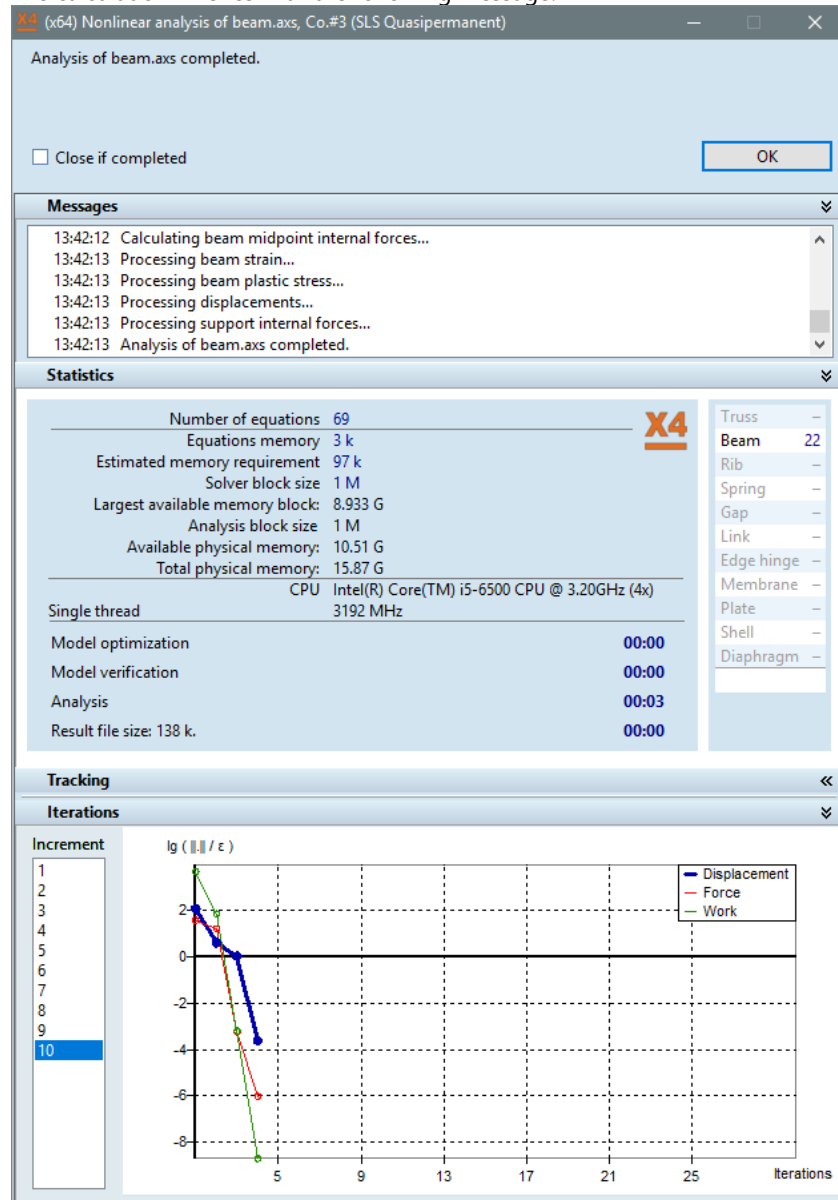 X4 (x64) Nonlinear analysis of beam.axs, Co.#3 (SLS Quasipermanent)
Analysis of beam.axs completed.
Close if completed
OK
Messages
13:42:12 Calculating beam midpoint internal forces...
13:42:13 Processing beam strain...
13:42:13 Processing beam plastic stress...
13:42:13 Processing displacements...
13:42:13 Processing support internal forces...
13:42:13 Analysis of beam.axs completed.
Statistics
Number of equations 69
Equations memory 3 k
Estimated memory requirement 97 k
Solver block size 1 M
Largest available memory block: 8.933 G
Analysis block size 1 M
Available physical memory: 10.51 G
Total physical memory: 15.87 G
CPU Intel(R) Core(TM) i5-6500 CPU @ 3.20GHz (4x)
Single thread 3192 MHz
Model optimization 00:00
Model verification 00:00
Analysis 00:03
Result file size: 138 k. 00:00
X4
Truss –
Beam 22
Rib –
Spring –
Gap –
Link –
Edge hinge –
Membrane –
Plate –
Shell –
Diaphragm –
Tracking
Iterations
Increment
1
2
3
4
5
6
7
8
9
10
lg ( ||.|| / ε )
Displacement
Force
Work
2
0
-2
-4
-6
-8
5 9 13 17 21 25 Iterations